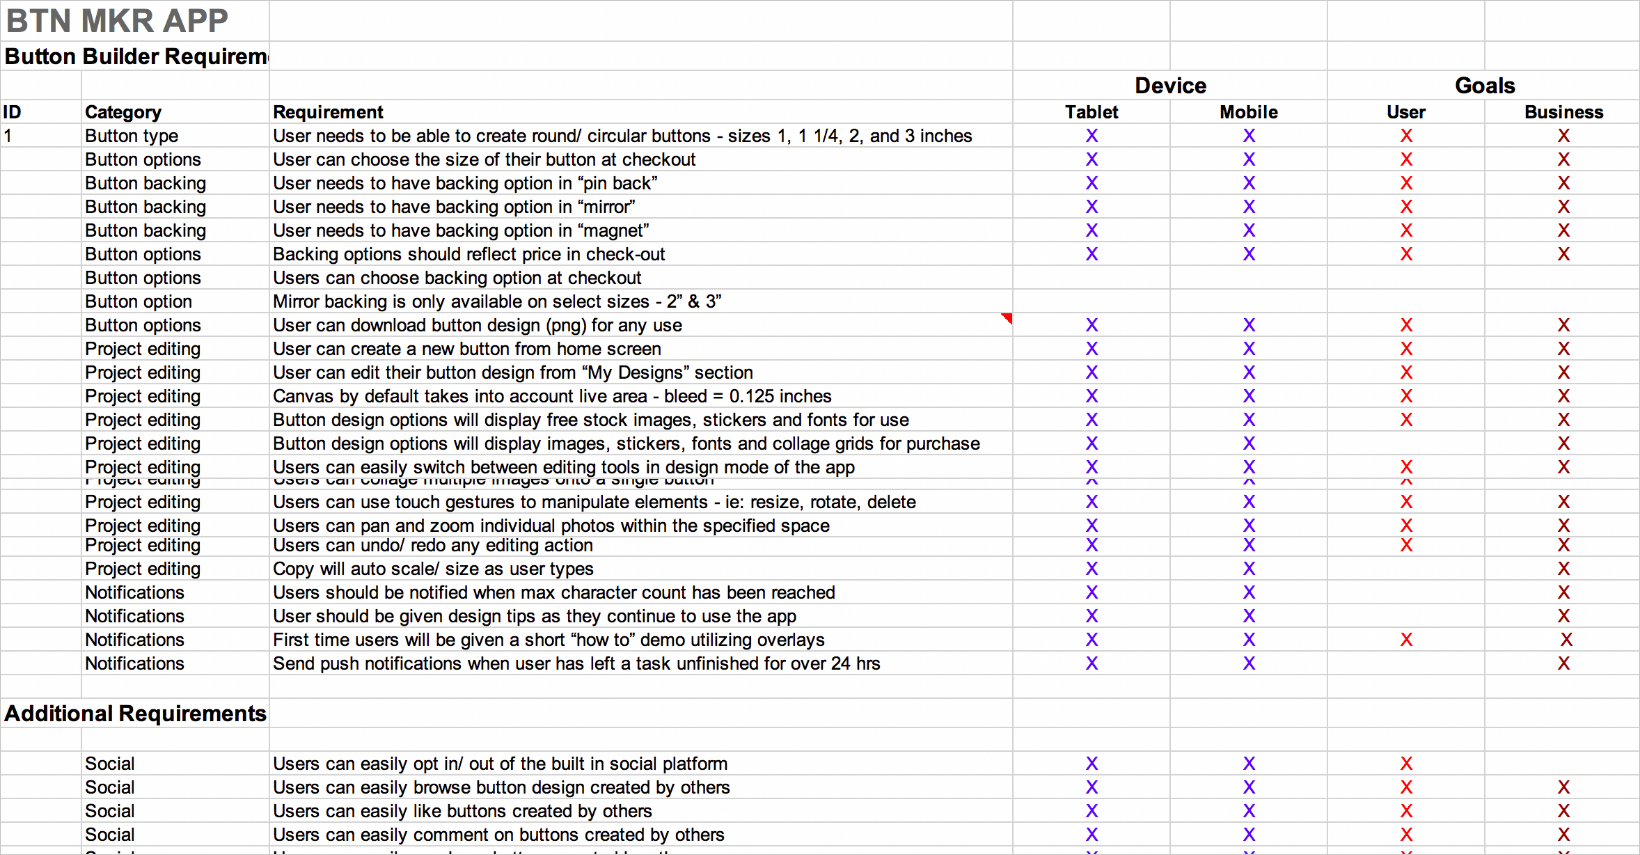 BTN MKR APP
Button Builder Requirem
Device Goals
ID Category Requirement Tablet Mobile User Business
1 Button type User needs to be able to create round/ circular buttons - sizes 1, 1 1/4, 2, and 3 inches X X X X
Button options User can choose the size of their button at checkout X X X X
Button backing User needs to have backing option in “pin back” X X X X
Button backing User needs to have backing option in “mirror” X X X X
Button backing User needs to have backing option in “magnet” X X X X
Button options Backing options should reflect price in check-out X X X X
Button options Users can choose backing option at checkout
Button option Mirror backing is only available on select sizes - 2” & 3”
Button options User can download button design (png) for any use X X X X
Project editing User can create a new button from home screen X X X X
Project editing User can edit their button design from “My Designs” section X X X X
Project editing Canvas by default takes into account live area - bleed = 0.125 inches X X X X
Project editing Button design options will display free stock images, stickers and fonts for use X X X X
Project editing Button design options will display images, stickers, fonts and collage grids for purchase X X X
Project editing Users can easily switch between editing tools in design mode of the app X X X X
Project editing Users can collage multiple images onto a single button X X X
Project editing Users can use touch gestures to manipulate elements - ie: resize, rotate, delete X X X X
Project editing Users can pan and zoom individual photos within the specified space X X X X
Project editing Users can undo/ redo any editing action X X X X
Project editing Copy will auto scale/ size as user types X X X
Notifications Users should be notified when max character count has been reached X X X
Notifications User should be given design tips as they continue to use the app X X X
Notifications First time users will be given a short “how to” demo utilizing overlays X X X X
Notifications Send push notifications when user has left a task unfinished for over 24 hrs X X X
Additional Requirements
Social Users can easily opt in/ out of the built in social platform X X X
Social Users can easily browse button design created by others X X X X
Social Users can easily like buttons created by others X X X X
Social Users can easily comment on buttons created by others X X X X